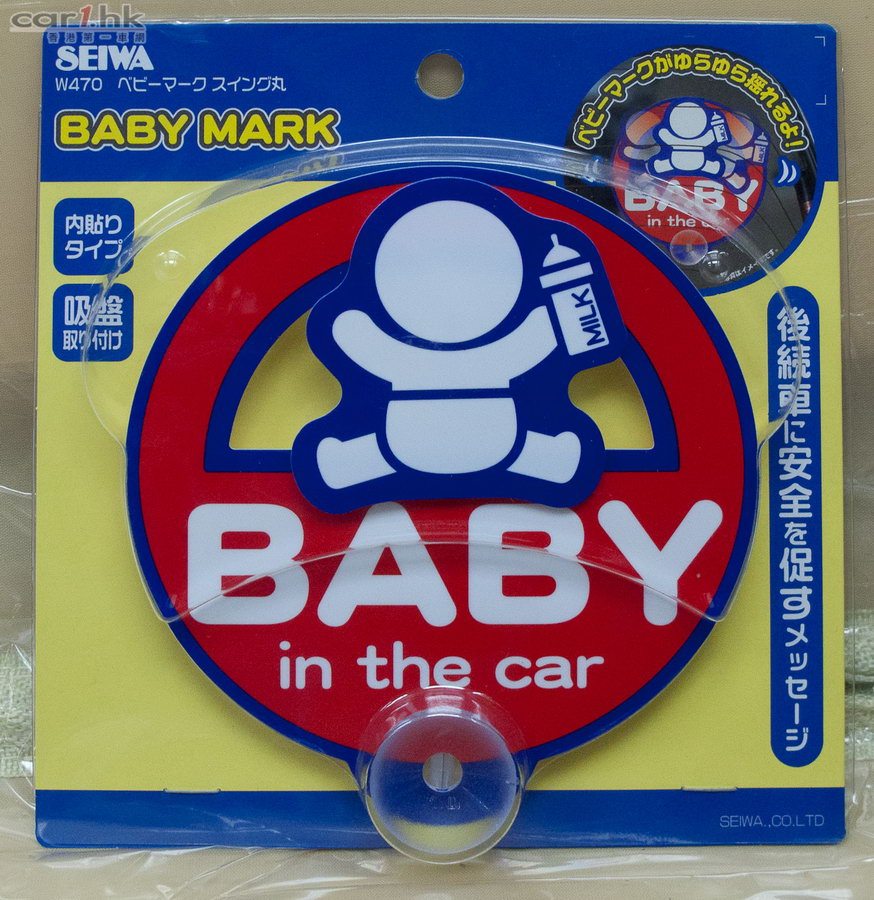 car1.hk
香港第一車網
SEIWA
W470 ベビーマーク スイング丸
BABY MARK
ベビーマークがゆらゆら揺れるよ!
MILK
MILK
BABY
in the car
内貼り
タイプ
吸盤
取り付け
MILK
BABY
in the car
後続車に安全を促すメッセージ
SEIWA.,CO.LTD